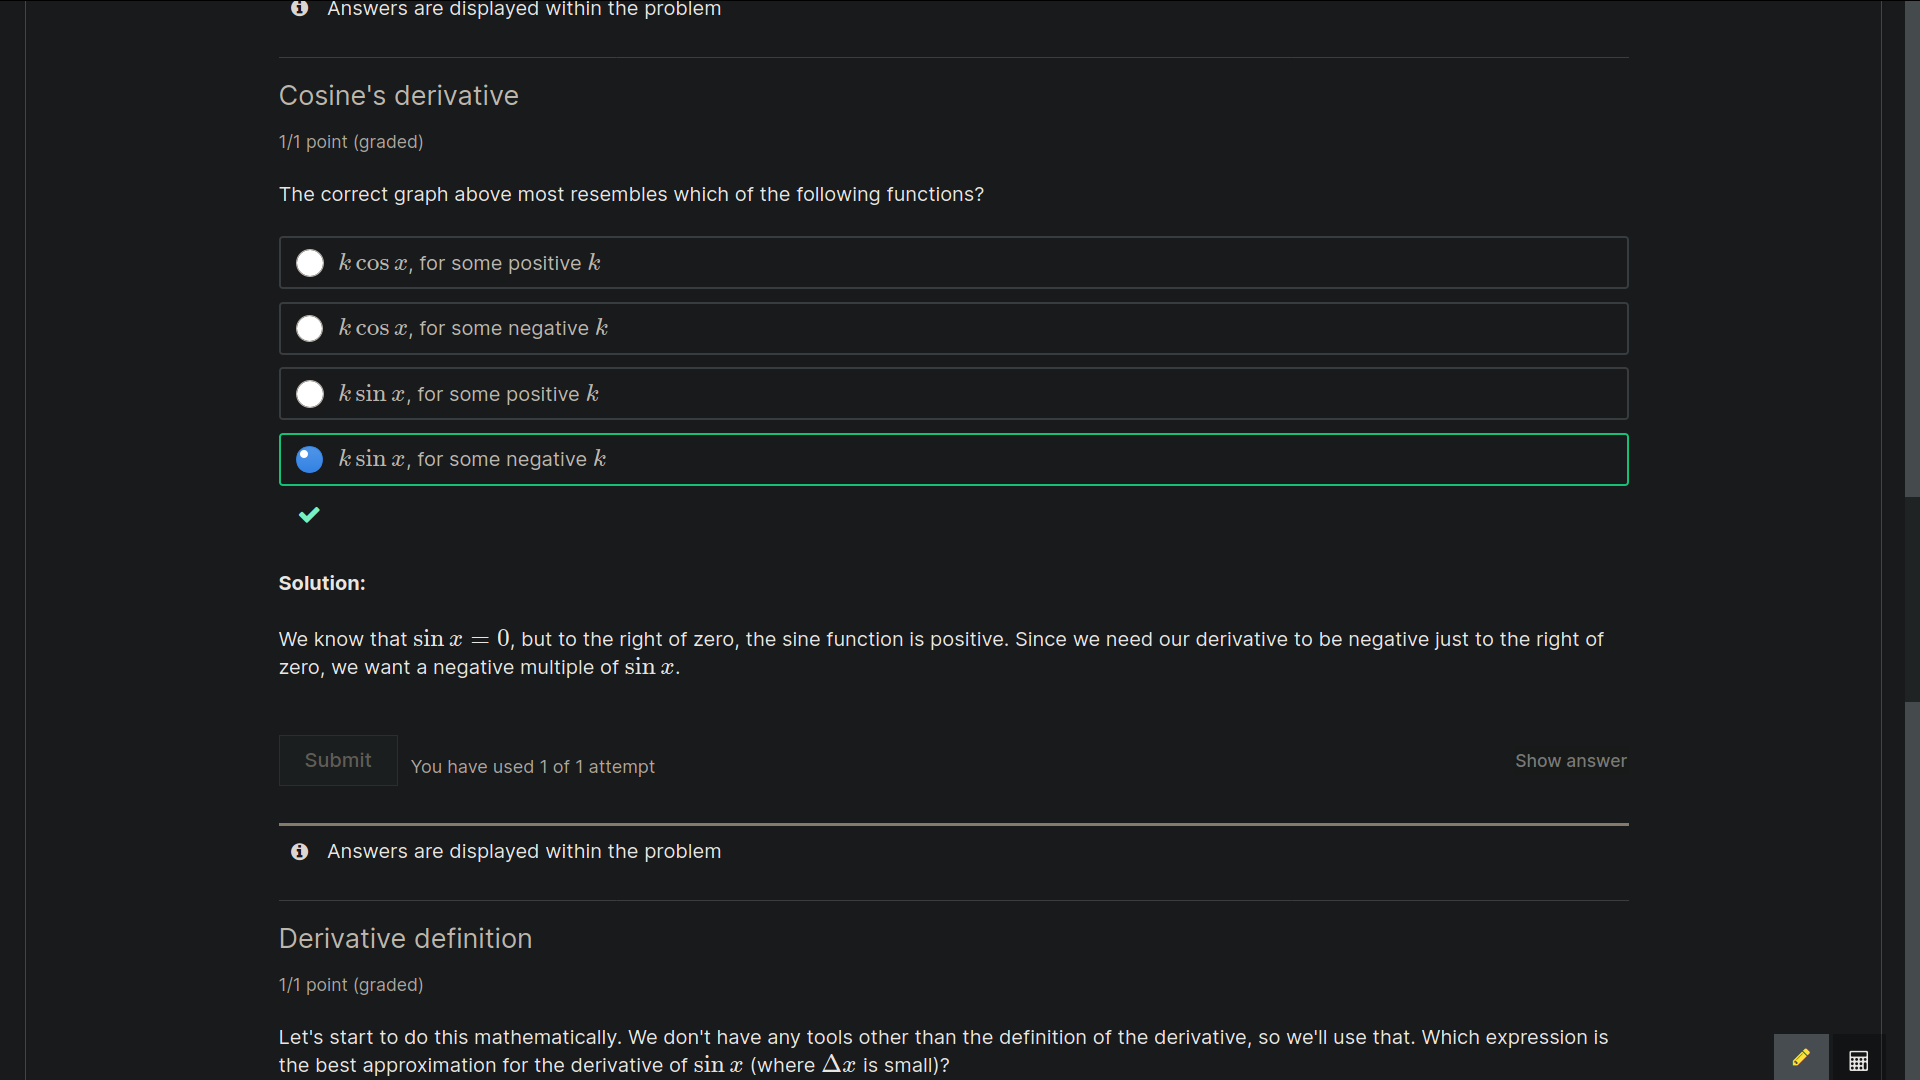 Answers are displayed within the problem
Cosine's derivative
1/1 point (graded)
The correct graph above most resembles which of the following functions?
k cos x, for some positive k
k cos x, for some negative k
k sin x, for some positive k
k sin x, for some negative k
Solution:
We know that sin x = 0, but to the right of zero, the sine function is positive. Since we need our derivative to be negative just to the right of
zero, we want a negative multiple of sin x.
Submit
You have used 1 of 1 attempt
Show answer
Answers are displayed within the problem
Derivative definition
1/1 point (graded)
Let's start to do this mathematically. We don't have any tools other than the definition of the derivative, so we'll use that. Which expression is
the best approximation for the derivative of sin x (where Δx is small)?